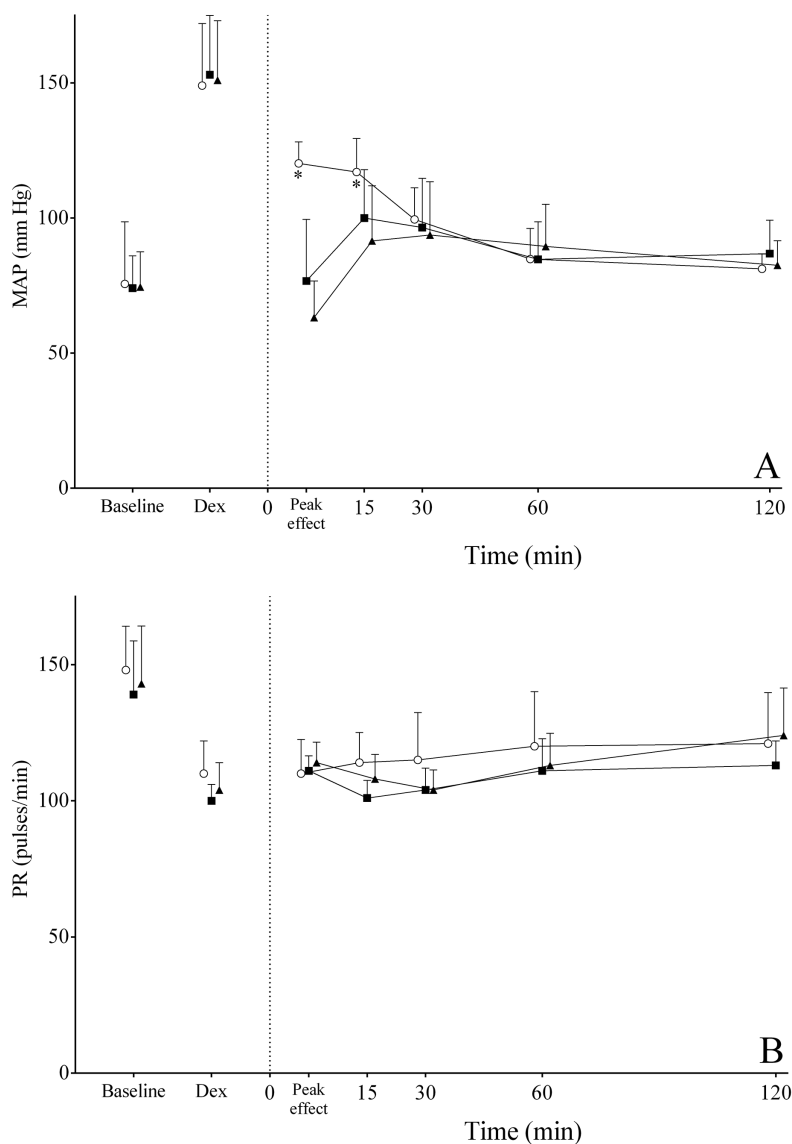 150
100
50
0
MAP (mm Hg)
*
*
A
Baseline Dex 0 Peak effect 15 30 60 120
Time (min)
150
100
50
0
PR (pulses/min)
B
Baseline Dex 0 Peak effect 15 30 60 120
Time (min)